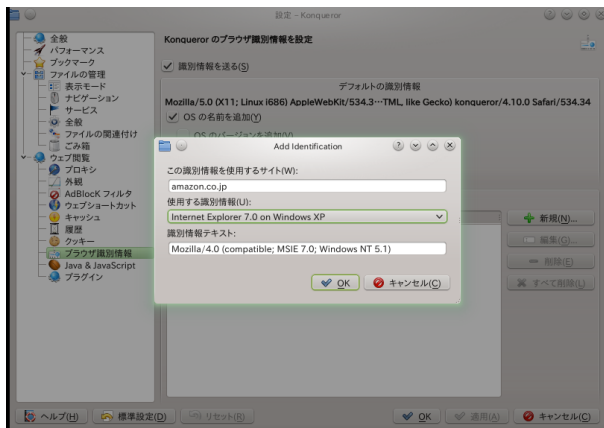 設定 – Konqueror
全般
パフォーマンス
ブックマーク
ファイルの管理
表示モード
ナビゲーション
サービス
全般
ファイルの関連付け
ごみ箱
ウェブ閲覧
プロキシ
外観
AdBlocK フィルタ
ウェブショートカット
キャッシュ
履歴
クッキー
ブラウザ識別情報
Java & JavaScript
プラグイン
Konqueror のブラウザ識別情報を設定
識別情報を送る(S)
デフォルトの識別情報
Mozilla/5.0 (X11; Linux i686) AppleWebKit/534.3···TML, like Gecko) konqueror/4.10.0 Safari/534.34
OS の名前を追加(Y)
OS のバージョンを追加(V)
Add Identification
この識別情報を使用するサイト(W):
amazon.co.jp
使用する識別情報(U):
Internet Explorer 7.0 on Windows XP
識別情報テキスト:
Mozilla/4.0 (compatible; MSIE 7.0; Windows NT 5.1)
OK
キャンセル(C)
新規(N)...
編集(G)...
削除(E)
すべて削除(L)
ヘルプ(H)
標準設定(D)
リセット(R)
OK
適用(A)
キャンセル(C)